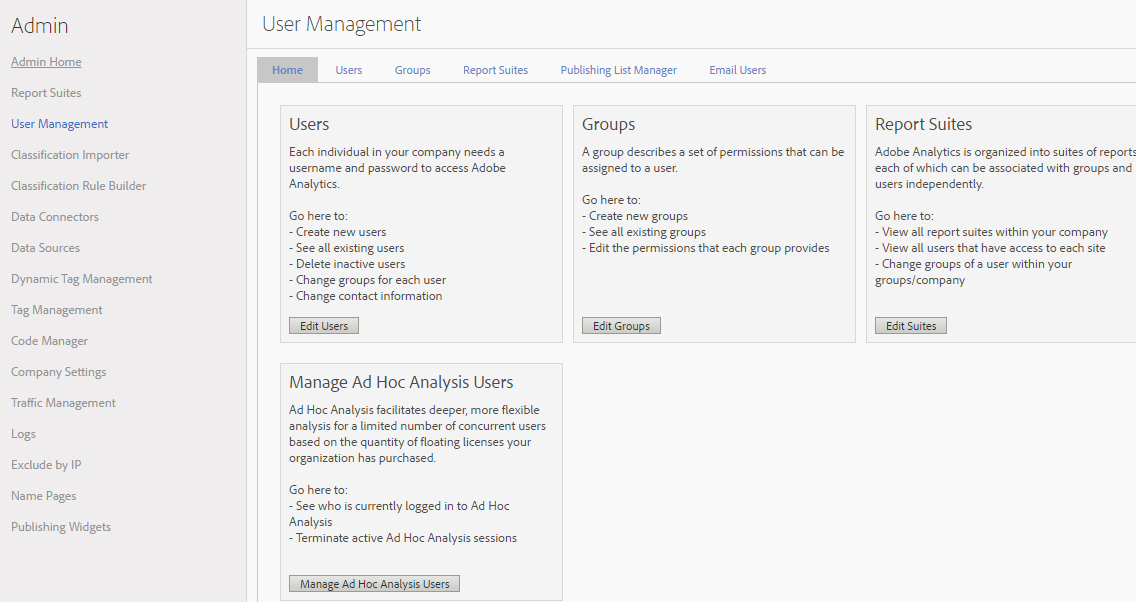 Admin
Admin Home
Report Suites
User Management
Classification Importer
Classification Rule Builder
Data Connectors
Data Sources
Dynamic Tag Management
Tag Management
Code Manager
Company Settings
Traffic Management
Logs
Exclude by IP
Name Pages
Publishing Widgets
User Management
Home
Users
Groups
Report Suites
Publishing List Manager
Email Users
Users
Each individual in your company needs a
username and password to access Adobe
Analytics.
Go here to:
- Create new users
- See all existing users
- Delete inactive users
- Change groups for each user
- Change contact information
Edit Users
Groups
A group describes a set of permissions that can be
assigned to a user.
Go here to:
- Create new groups
- See all existing groups
- Edit the permissions that each group provides
Edit Groups
Report Suites
Adobe Analytics is organized into suites of reports
each of which can be associated with groups and
users independently.
Go here to:
- View all report suites within your company
- View all users that have access to each site
- Change groups of a user within your
groups/company
Edit Suites
Manage Ad Hoc Analysis Users
Ad Hoc Analysis facilitates deeper, more flexible
analysis for a limited number of concurrent users
based on the quantity of floating licenses your
organization has purchased.
Go here to:
- See who is currently logged in to Ad Hoc
Analysis
- Terminate active Ad Hoc Analysis sessions
Manage Ad Hoc Analysis Users